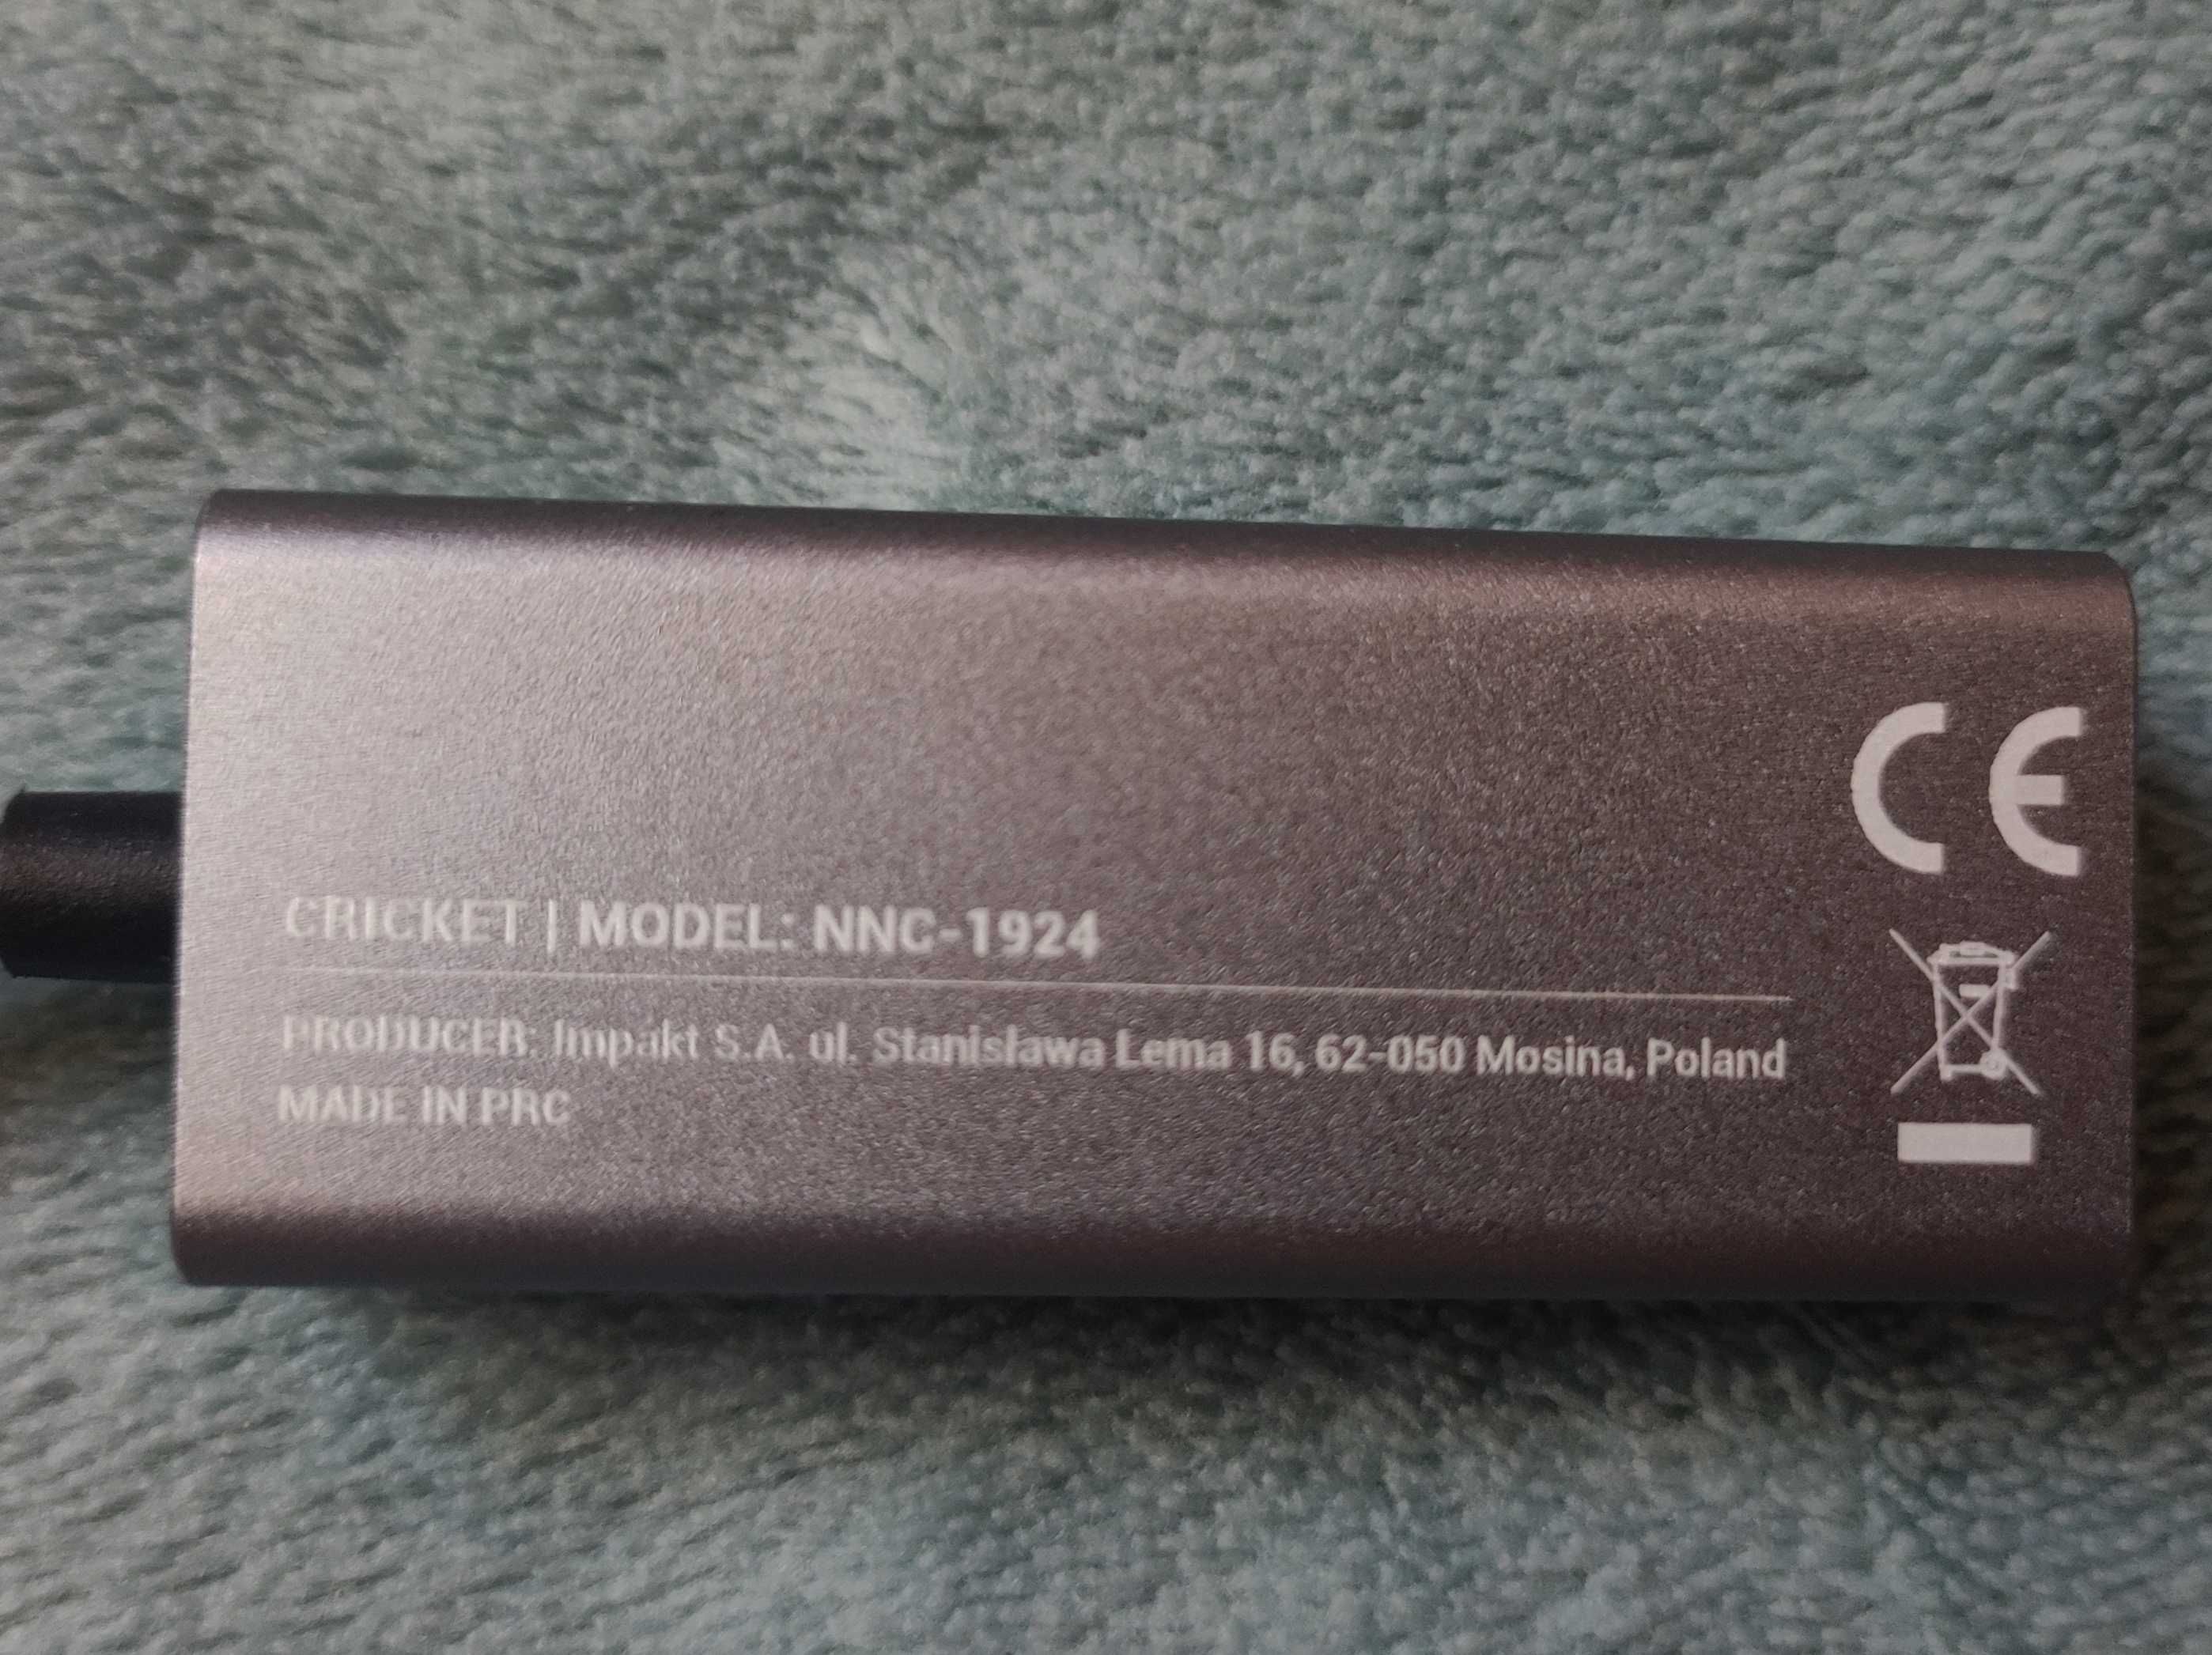 CRICKET | MODEL: NNC-1924
PRODUCER: Impakt S.A. ul. Stanisława Lema 16, 62-050 Mosina, Poland
MADE IN PRC
CE